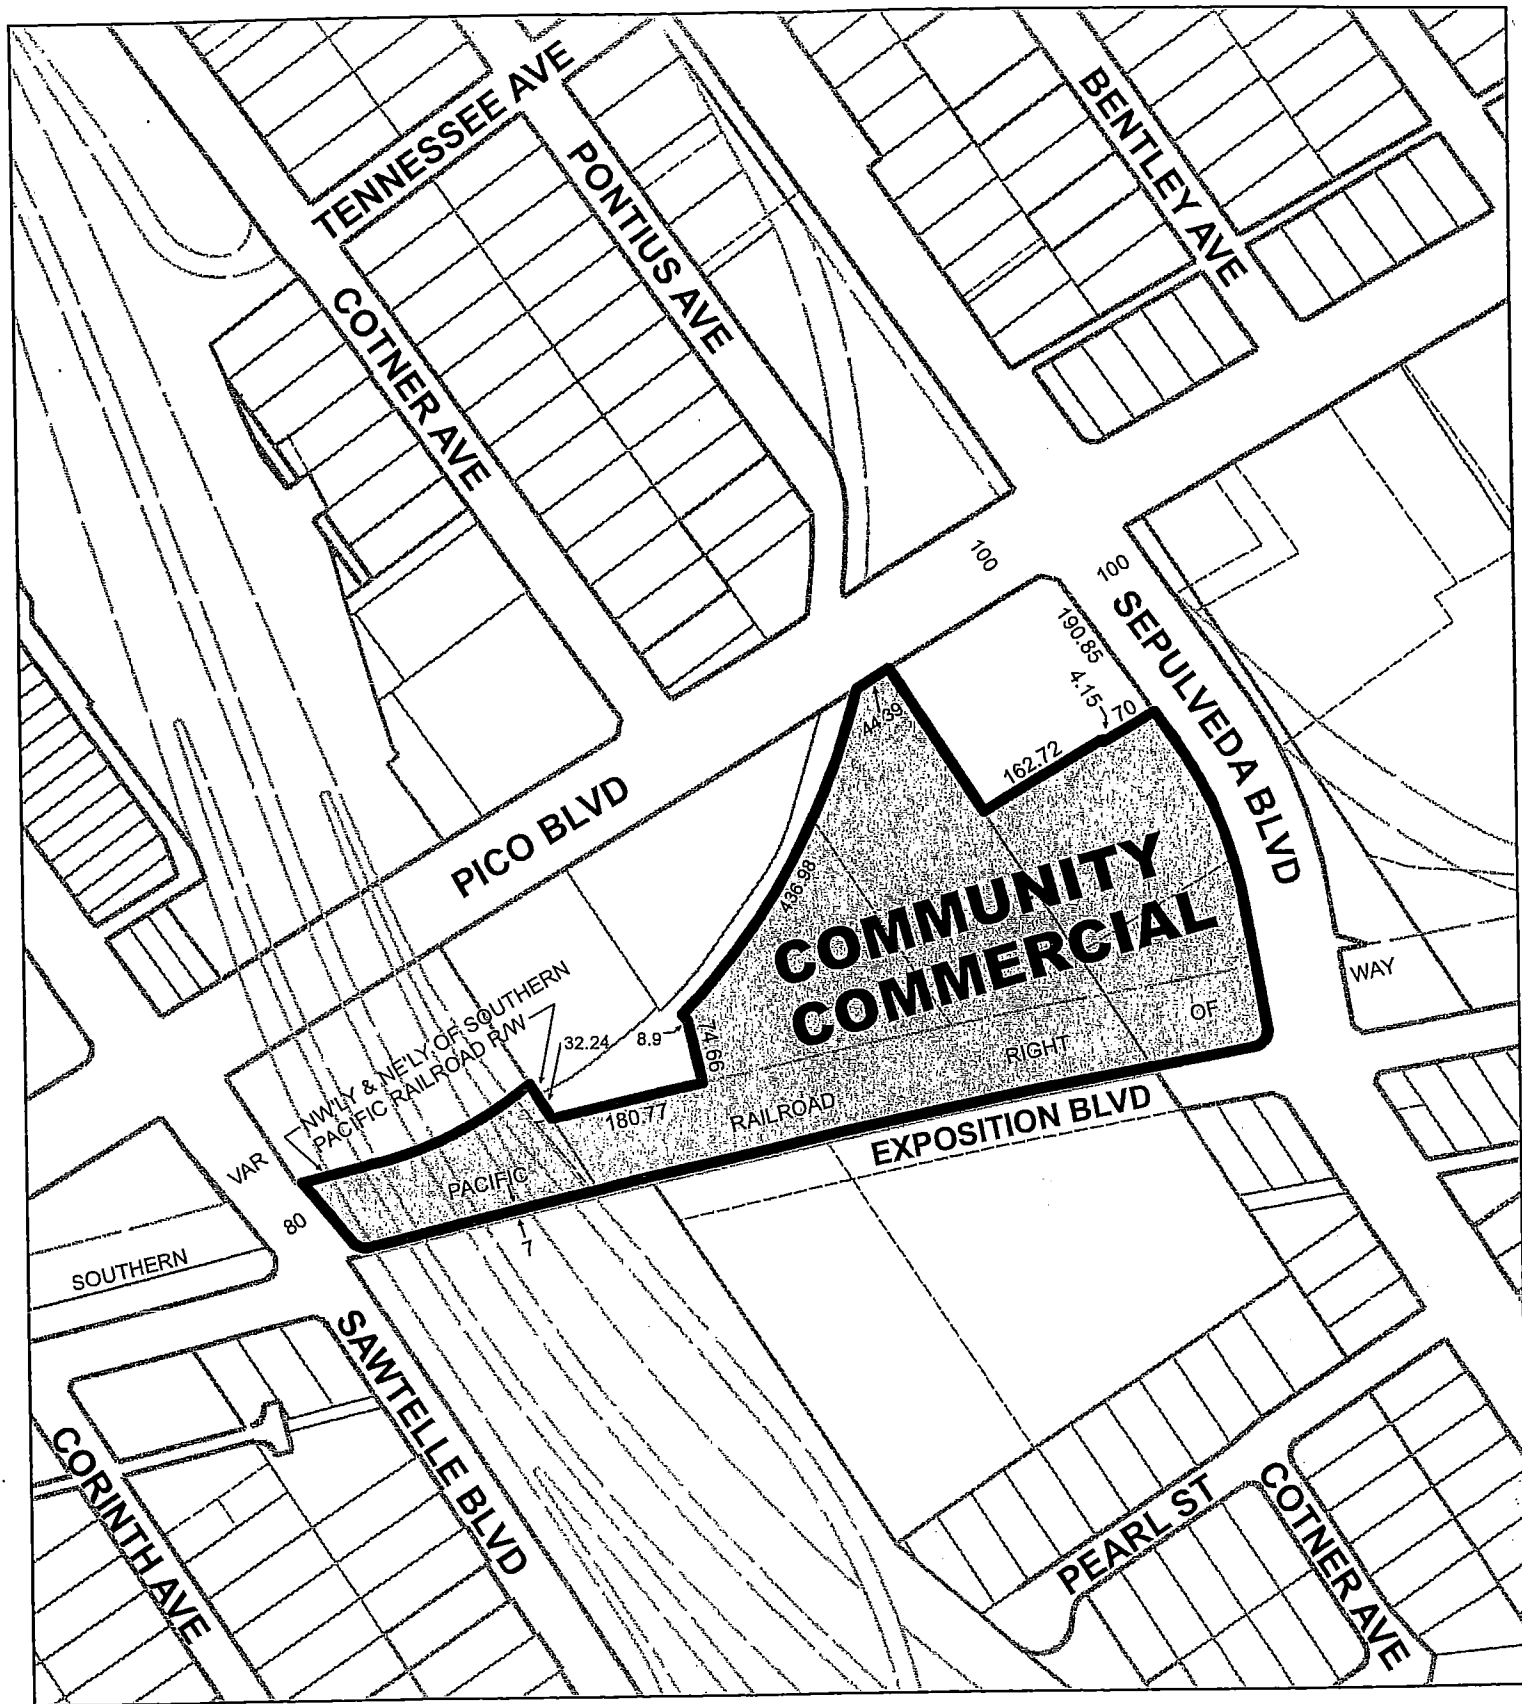 TENNESSEE AVE
PONTIUS AVE
BENTLEY AVE
COTNER AVE
100
100
SEPULVEDA BLVD
190.85
4.15
70
44.39
162.72
PICO BLVD
436.98
COMMUNITY
COMMERCIAL
WAY
OF
RIGHT
NW'LY & NE'LY OF SOUTHERN
PACIFIC RAILROAD R/W
32.24
8.9
74.66
180.77
RAILROAD
EXPOSITION BLVD
VAR
PACIFIC
80
7
SOUTHERN
SAWTELLE BLVD
CORINTH AVE
PEARL ST
COTNER AVE